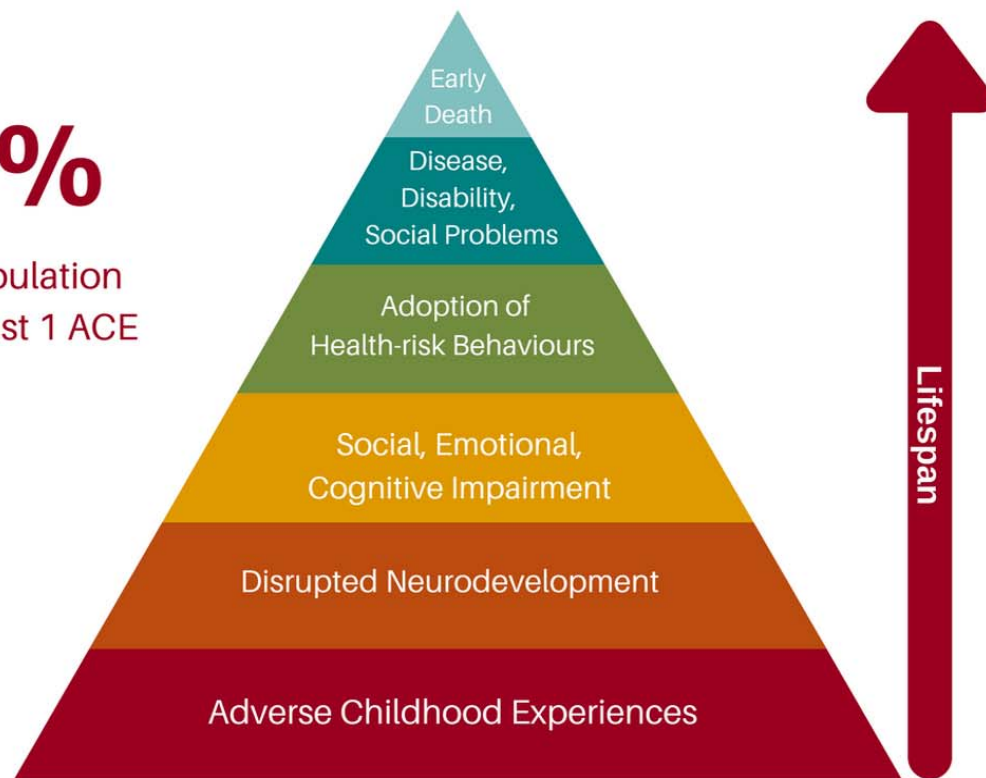 %
st 1 ACE
Early
Death
Disease,
Disability,
Social Problems
Adoption of
Health-risk Behaviours
Social, Emotional,
Cognitive Impairment
Disrupted Neurodevelopment
Adverse Childhood Experiences
Lifespan